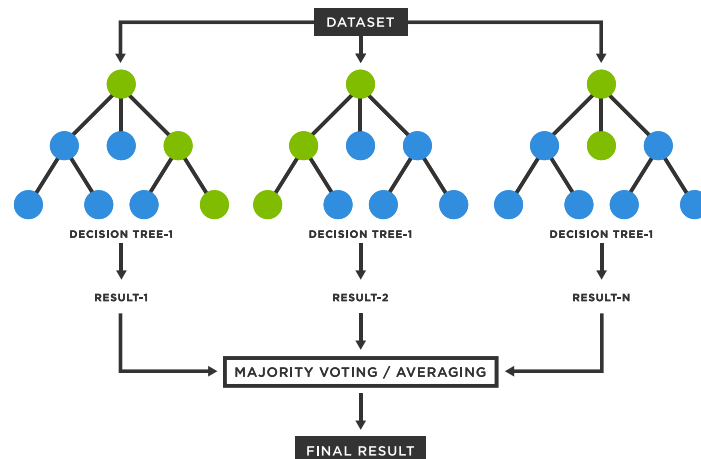 DATASET
DECISION TREE-1
DECISION TREE-1
DECISION TREE-1
RESULT-1
RESULT-2
RESULT-N
MAJORITY VOTING / AVERAGING
FINAL RESULT